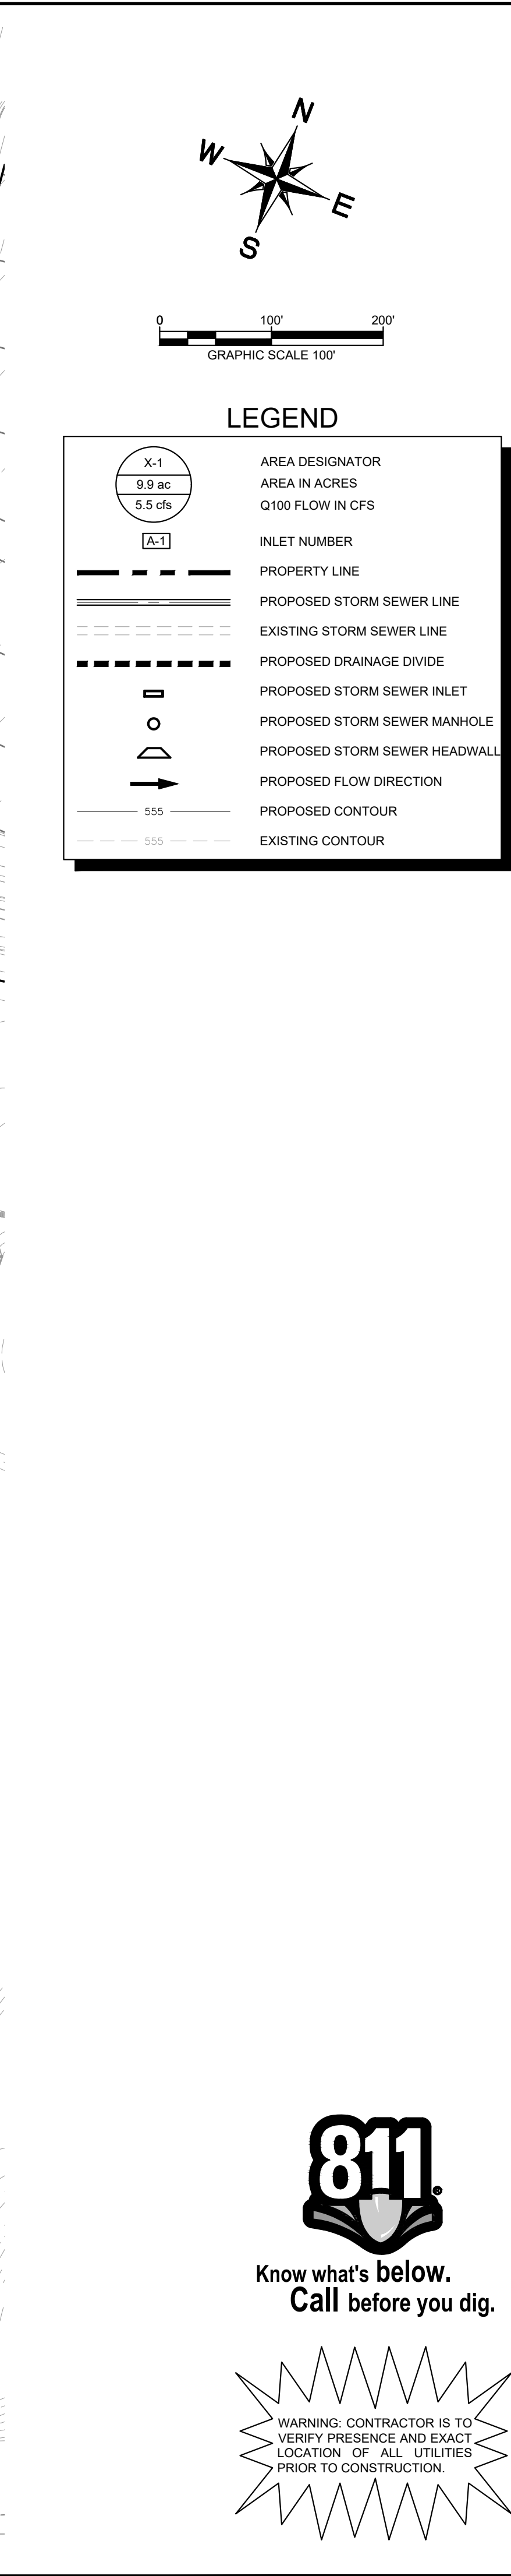 N
W
E
S
0 100' 200'
GRAPHIC SCALE 100'
LEGEND
X-1 AREA DESIGNATOR
9.9 ac AREA IN ACRES
5.5 cfs Q100 FLOW IN CFS
A-1 INLET NUMBER
PROPERTY LINE
PROPOSED STORM SEWER LINE
EXISTING STORM SEWER LINE
PROPOSED DRAINAGE DIVIDE
PROPOSED STORM SEWER INLET
PROPOSED STORM SEWER MANHOLE
PROPOSED STORM SEWER HEADWALL
PROPOSED FLOW DIRECTION
555 PROPOSED CONTOUR
555 EXISTING CONTOUR
811
Know what's below.
Call before you dig.
WARNING: CONTRACTOR IS TO
VERIFY PRESENCE AND EXACT
LOCATION OF ALL UTILITIES
PRIOR TO CONSTRUCTION.